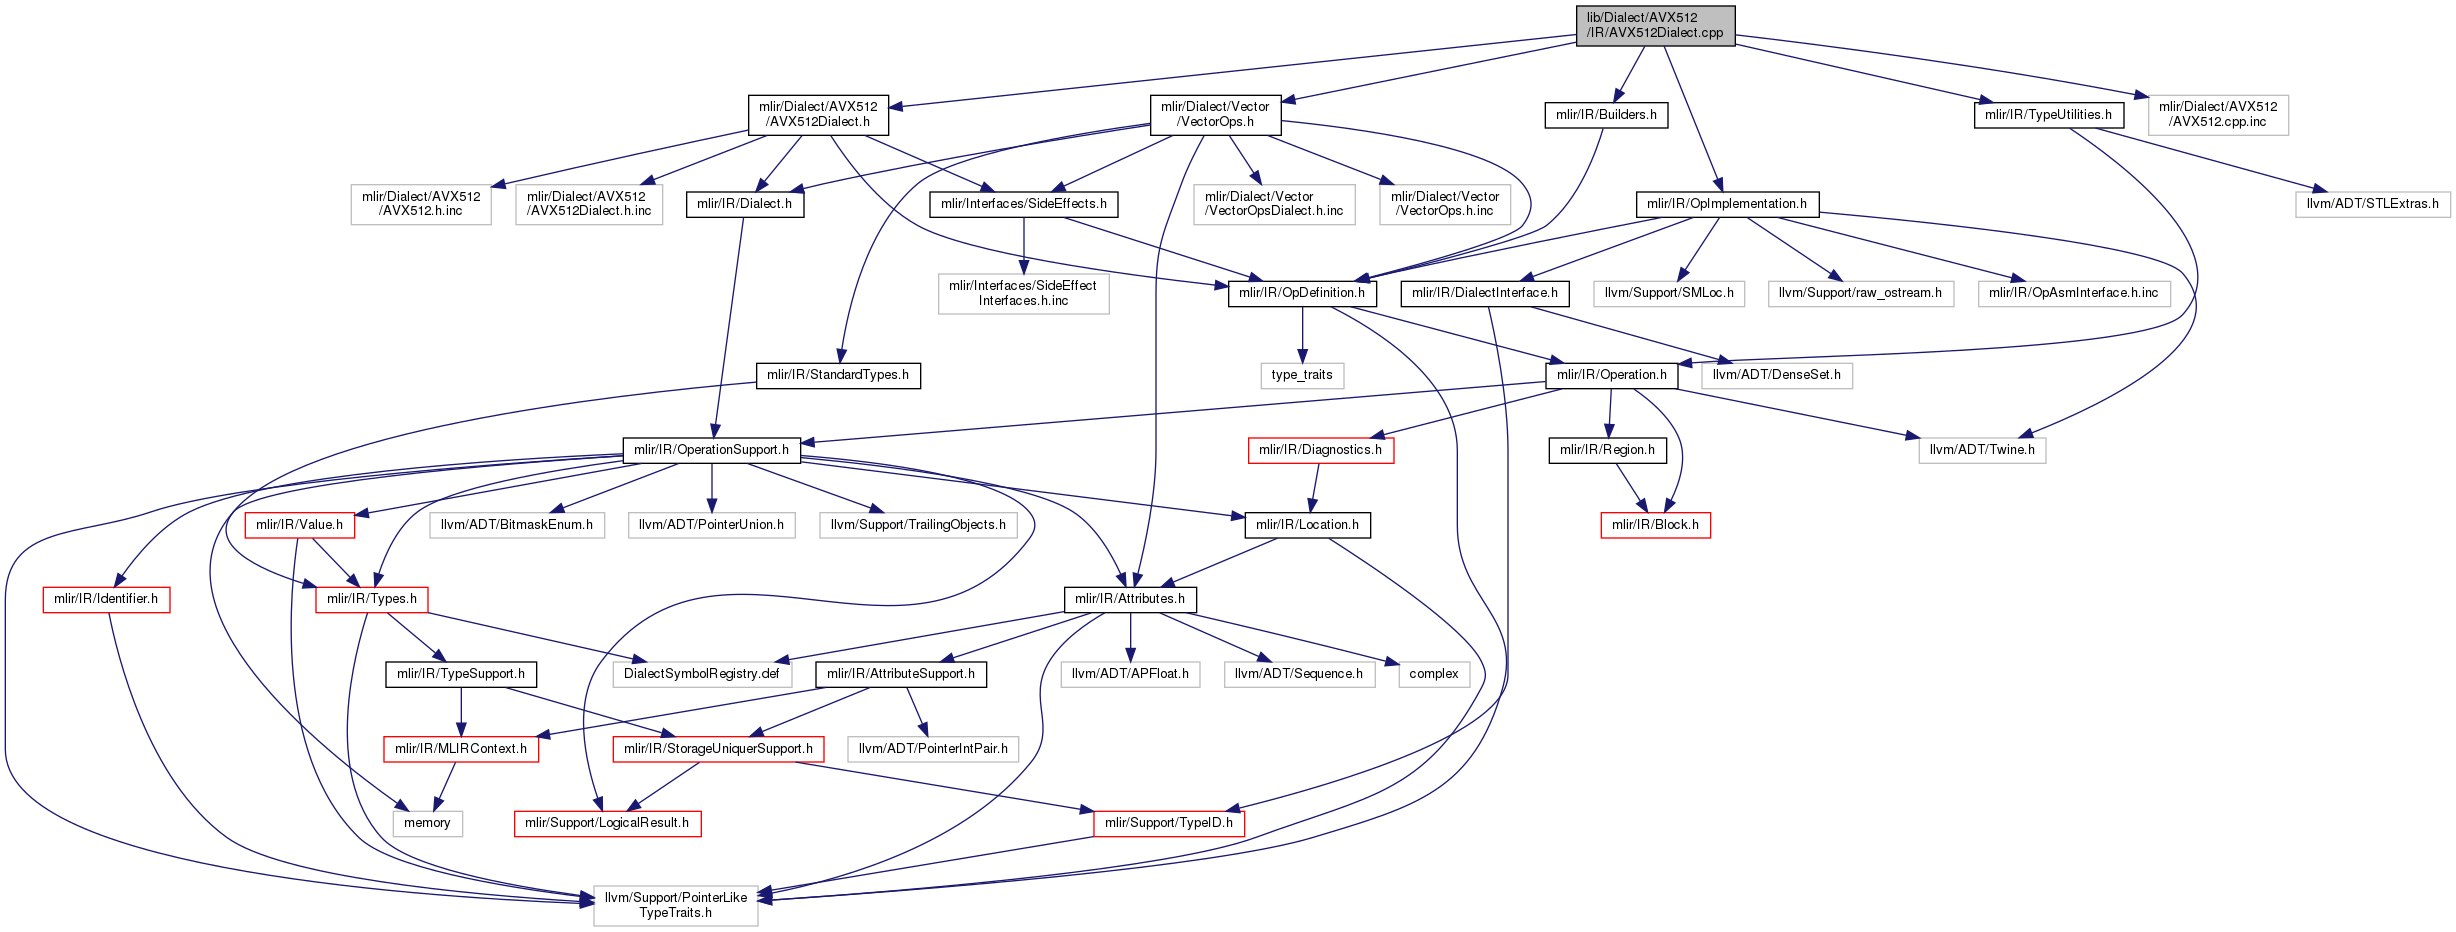 lib/Dialect/AVX512
/IR/AVX512Dialect.cpp
mlir/Dialect/AVX512
/AVX512Dialect.h
mlir/Dialect/Vector
/VectorOps.h
mlir/IR/Builders.h
mlir/IR/TypeUtilities.h
mlir/Dialect/AVX512
/AVX512.cpp.inc
mlir/Dialect/AVX512
/AVX512.h.inc
mlir/Dialect/AVX512
/AVX512Dialect.h.inc
mlir/IR/Dialect.h
mlir/Interfaces/SideEffects.h
mlir/Dialect/Vector
/VectorOpsDialect.h.inc
mlir/Dialect/Vector
/VectorOps.h.inc
mlir/IR/OpImplementation.h
llvm/ADT/STLExtras.h
mlir/Interfaces/SideEffect
Interfaces.h.inc
mlir/IR/OpDefinition.h
mlir/IR/DialectInterface.h
llvm/Support/SMLoc.h
llvm/Support/raw_ostream.h
mlir/IR/OpAsmInterface.h.inc
mlir/IR/StandardTypes.h
type_traits
mlir/IR/Operation.h
llvm/ADT/DenseSet.h
mlir/IR/OperationSupport.h
mlir/IR/Diagnostics.h
mlir/IR/Region.h
llvm/ADT/Twine.h
mlir/IR/Value.h
llvm/ADT/BitmaskEnum.h
llvm/ADT/PointerUnion.h
llvm/Support/TrailingObjects.h
mlir/IR/Location.h
mlir/IR/Block.h
mlir/IR/Identifier.h
mlir/IR/Types.h
mlir/IR/Attributes.h
mlir/IR/TypeSupport.h
DialectSymbolRegistry.def
mlir/IR/AttributeSupport.h
llvm/ADT/APFloat.h
llvm/ADT/Sequence.h
complex
mlir/IR/MLIRContext.h
mlir/IR/StorageUniquerSupport.h
llvm/ADT/PointerIntPair.h
memory
mlir/Support/LogicalResult.h
mlir/Support/TypeID.h
llvm/Support/PointerLike
TypeTraits.h